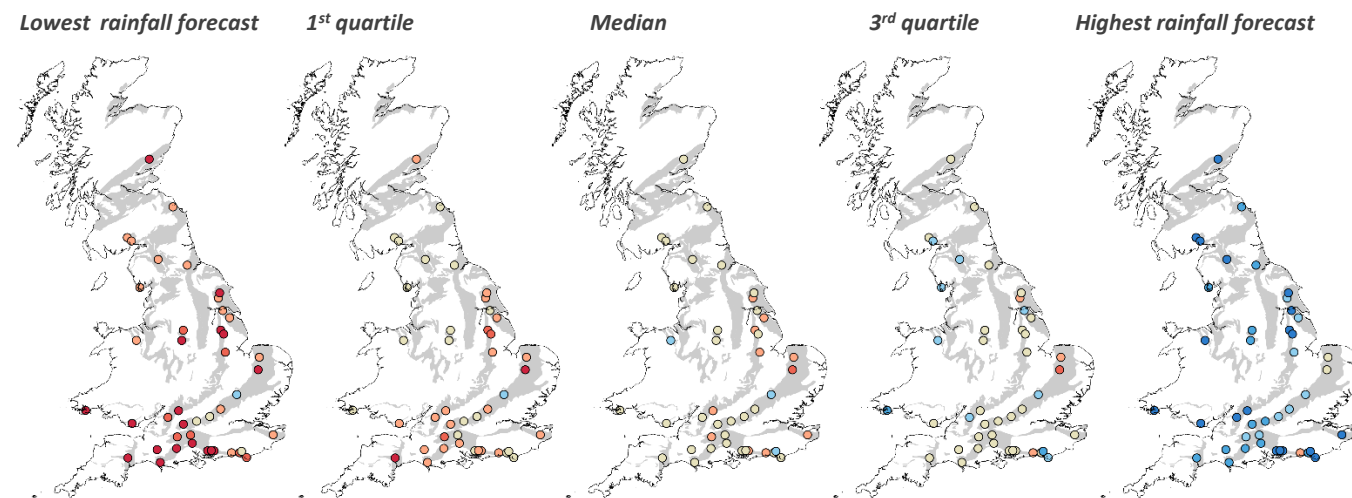 Lowest rainfall forecast
1st quartile
Median
3rd quartile
Highest rainfall forecast